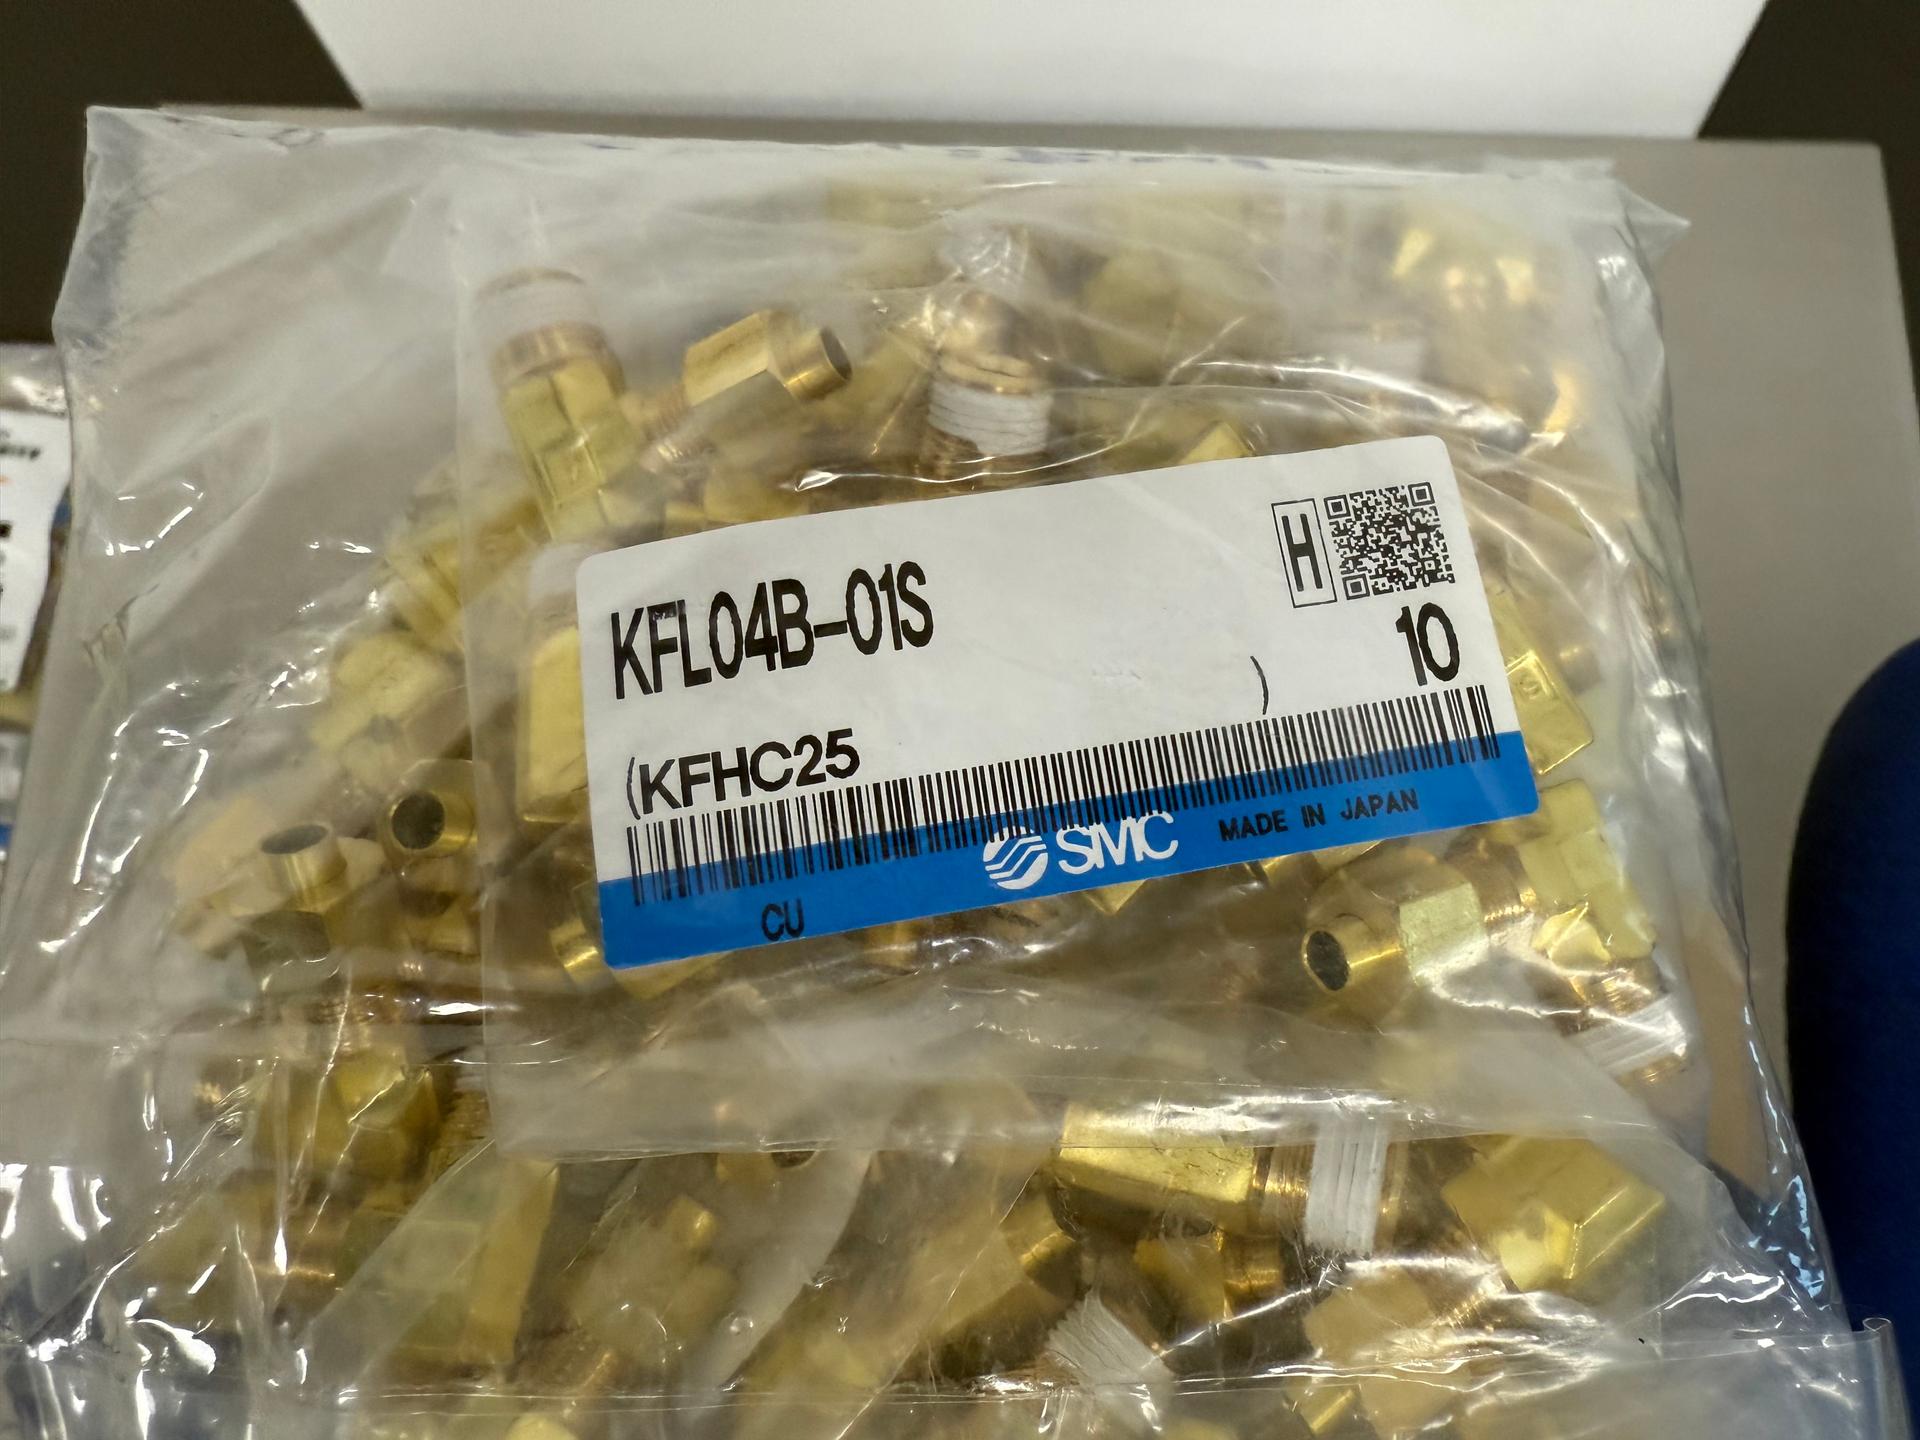 H
KFL04B-01S
10
(KFHC25 )
SMC MADE IN JAPAN
CU